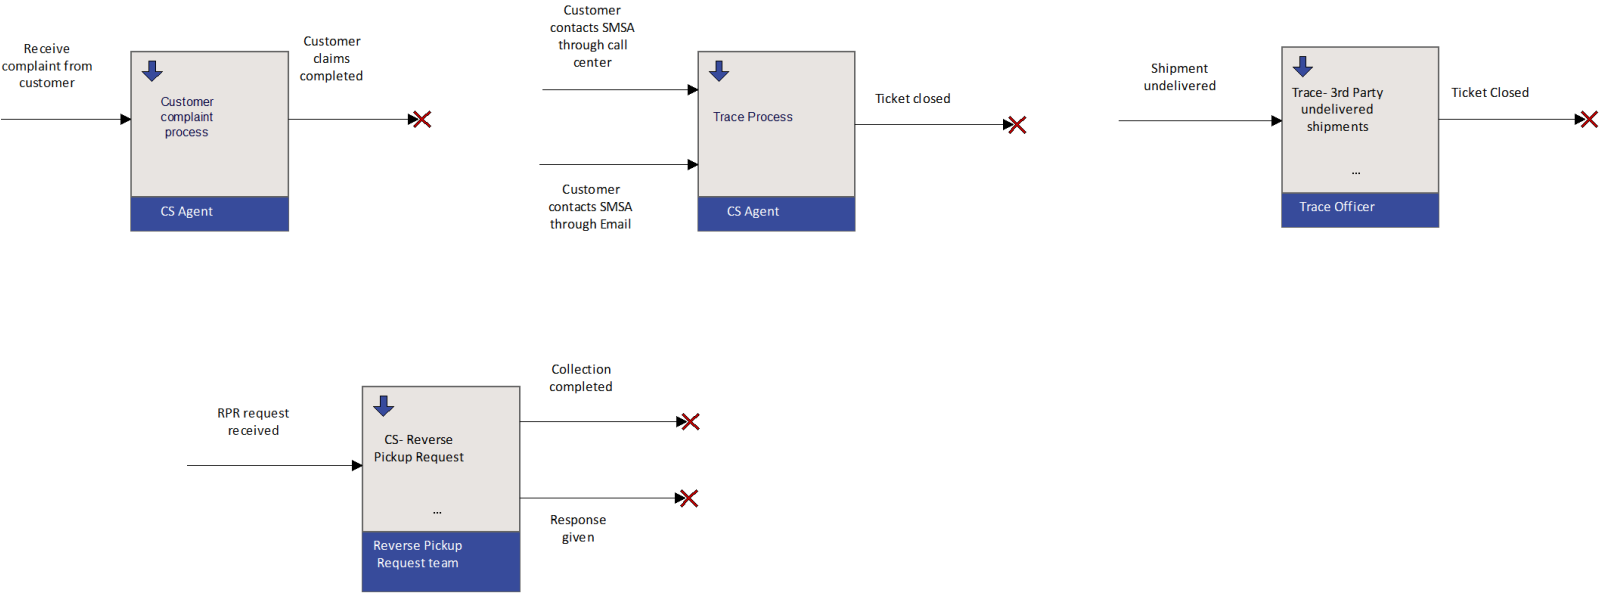 Receive
complaint from
customer
Customer
complaint
process
CS Agent
Customer
claims
completed
Customer
contacts SMSA
through call
center
Customer
contacts SMSA
through Email
Trace Process
CS Agent
Ticket closed
Shipment
undelivered
Trace- 3rd Party
undelivered
shipments
...
Trace Officer
Ticket Closed
RPR request
received
CS- Reverse
Pickup Request
...
Reverse Pickup
Request team
Collection
completed
Response
given